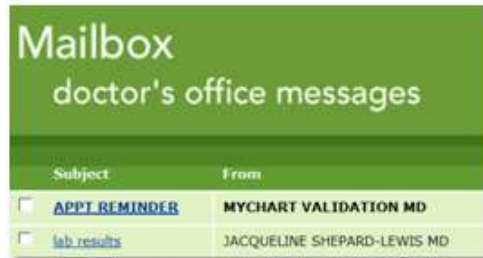 Mailbox
doctor's office messages
Subject From
APPT REMINDER MYCHART VALIDATION MD
lab results JACQUELINE SHEPARD-LEWIS MD